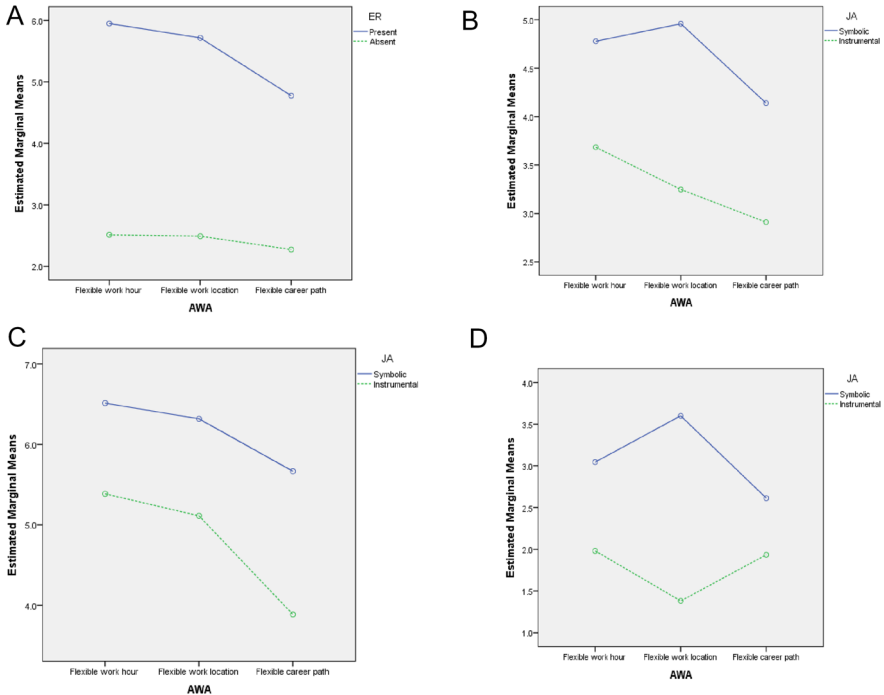 A
ER
Present
Absent
6.0
5.0
4.0
3.0
2.0
Estimated Marginal Means
Flexible work hour
Flexible work location
Flexible career path
AWA
B
JA
Symbolic
Instrumental
5.0
4.5
4.0
3.5
3.0
2.5
Estimated Marginal Means
Flexible work hour
Flexible work location
Flexible career path
AWA
C
JA
Symbolic
Instrumental
7.0
6.0
5.0
4.0
Estimated Marginal Means
Flexible work hour
Flexible work location
Flexible career path
AWA
D
JA
Symbolic
Instrumental
4.0
3.5
3.0
2.5
2.0
1.5
1.0
Estimated Marginal Means
Flexible work hour
Flexible work location
Flexible career path
AWA